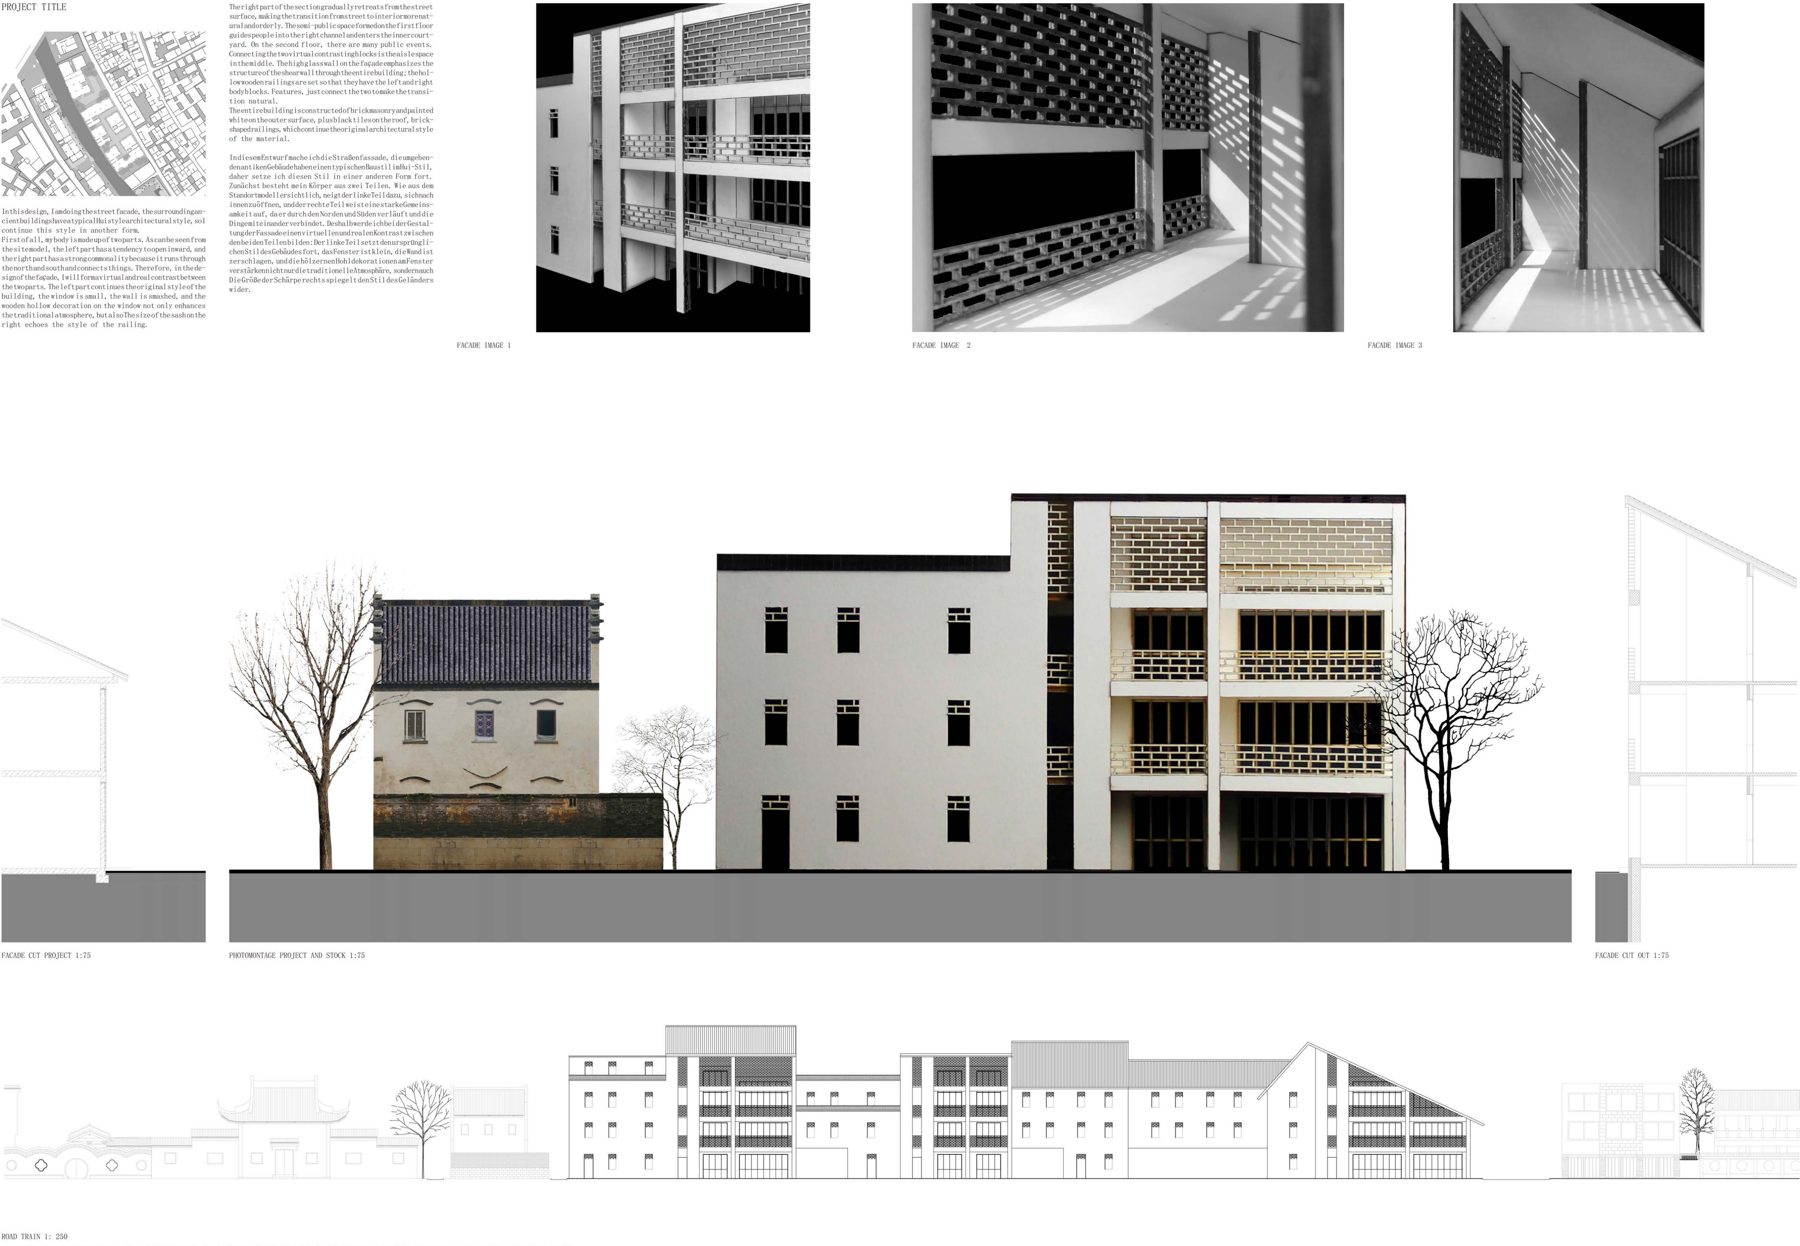 PROJECT TITLE
In this design, I am doing the street facade, the surrounding an-
cient buildings have a typical Hui style architectural style, so I
continue this style in another form.
First of all, my body is made up of two parts. As can be seen from
the site model, the left part has a tendency to open inward, and
the right part has a strong commonality because it runs through
the north and south and connects things. Therefore, in the de-
sign of the façade, I will form a virtual and real contrast between
the two parts. The left part continues the original style of the
building, the window is small, the wall is smashed, and the
wooden hollow decoration on the window not only enhances
the traditional atmosphere, but also The size of the sash on the
right echoes the style of the railing.
The right part of the section gradually retreats from the street
surface, making the transition from street to interior more nat-
ural and orderly. The semi-public space formed on the first floor
guides people into the right channel and enters the inner court-
yard. On the second floor, there are many public events.
Connecting the two virtual contrasting blocks is the aisle space
in the middle. The high glass wall on the façade emphasizes the
structure of the shear wall through the entire building; the hol-
low wooden railings are set so that they have the left and right
body blocks. Features, just connect the two to make the transi-
tion natural.
The entire building is constructed of brick masonry and painted
white on the outer surface, plus black tiles on the roof, brick-
shaped railings, which continue the original architectural style
of the material.
In diesem Entwurf mache ich die Straßenfassade, die umgeben-
den antiken Gebäude haben einen typischen Baustil im Hui-Stil,
daher setze ich diesen Stil in einer anderen Form fort.
Zunächst besteht mein Körper aus zwei Teilen. Wie aus dem
Standortmodell ersichtlich, neigt der linke Teil dazu, sich nach
innen zu öffnen, und der rechte Teil weist eine starke Gemeins-
amkeit auf, da er durch den Norden und Süden verläuft und die
Dinge miteinander verbindet. Deshalb werde ich bei der Gestal-
tung der Fassade einen virtuellen und realen Kontrast zwischen
den beiden Teilen bilden: Der linke Teil setzt den ursprüngli-
chen Stil des Gebäudes fort, das Fenster ist klein, die Wand ist
zerschlagen, und die hölzernen Hohldekorationen am Fenster
verstärken nicht nur die traditionelle Atmosphäre, sondern auch
Die Größe der Schärpe rechts spiegelt den Stil des Geländers
wider.
FACADE IMAGE 1
FACADE IMAGE 2
FACADE IMAGE 3
FACADE CUT PROJECT 1:75
PHOTOMONTAGE PROJECT AND STOCK 1:75
FACADE CUT OUT 1:75
ROAD TRAIN 1: 250